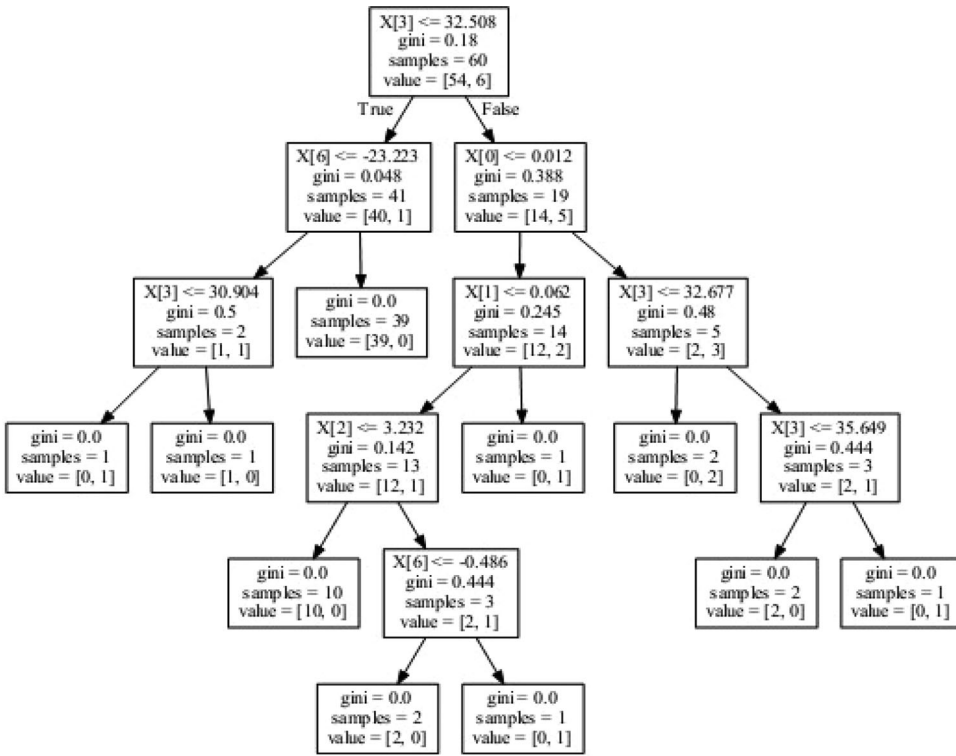 X[3] <= 32.508
gini = 0.18
samples = 60
value = [54, 6]
True
False
X[6] <= -23.223
gini = 0.048
samples = 41
value = [40, 1]
X[0] <= 0.012
gini = 0.388
samples = 19
value = [14, 5]
X[3] <= 30.904
gini = 0.5
samples = 2
value = [1, 1]
gini = 0.0
samples = 39
value = [39, 0]
X[1] <= 0.062
gini = 0.245
samples = 14
value = [12, 2]
X[3] <= 32.677
gini = 0.48
samples = 5
value = [2, 3]
gini = 0.0
samples = 1
value = [0, 1]
gini = 0.0
samples = 1
value = [1, 0]
X[2] <= 3.232
gini = 0.142
samples = 13
value = [12, 1]
gini = 0.0
samples = 1
value = [0, 1]
gini = 0.0
samples = 2
value = [0, 2]
X[3] <= 35.649
gini = 0.444
samples = 3
value = [2, 1]
gini = 0.0
samples = 10
value = [10, 0]
X[6] <= -0.486
gini = 0.444
samples = 3
value = [2, 1]
gini = 0.0
samples = 2
value = [2, 0]
gini = 0.0
samples = 1
value = [0, 1]
gini = 0.0
samples = 2
value = [2, 0]
gini = 0.0
samples = 1
value = [0, 1]